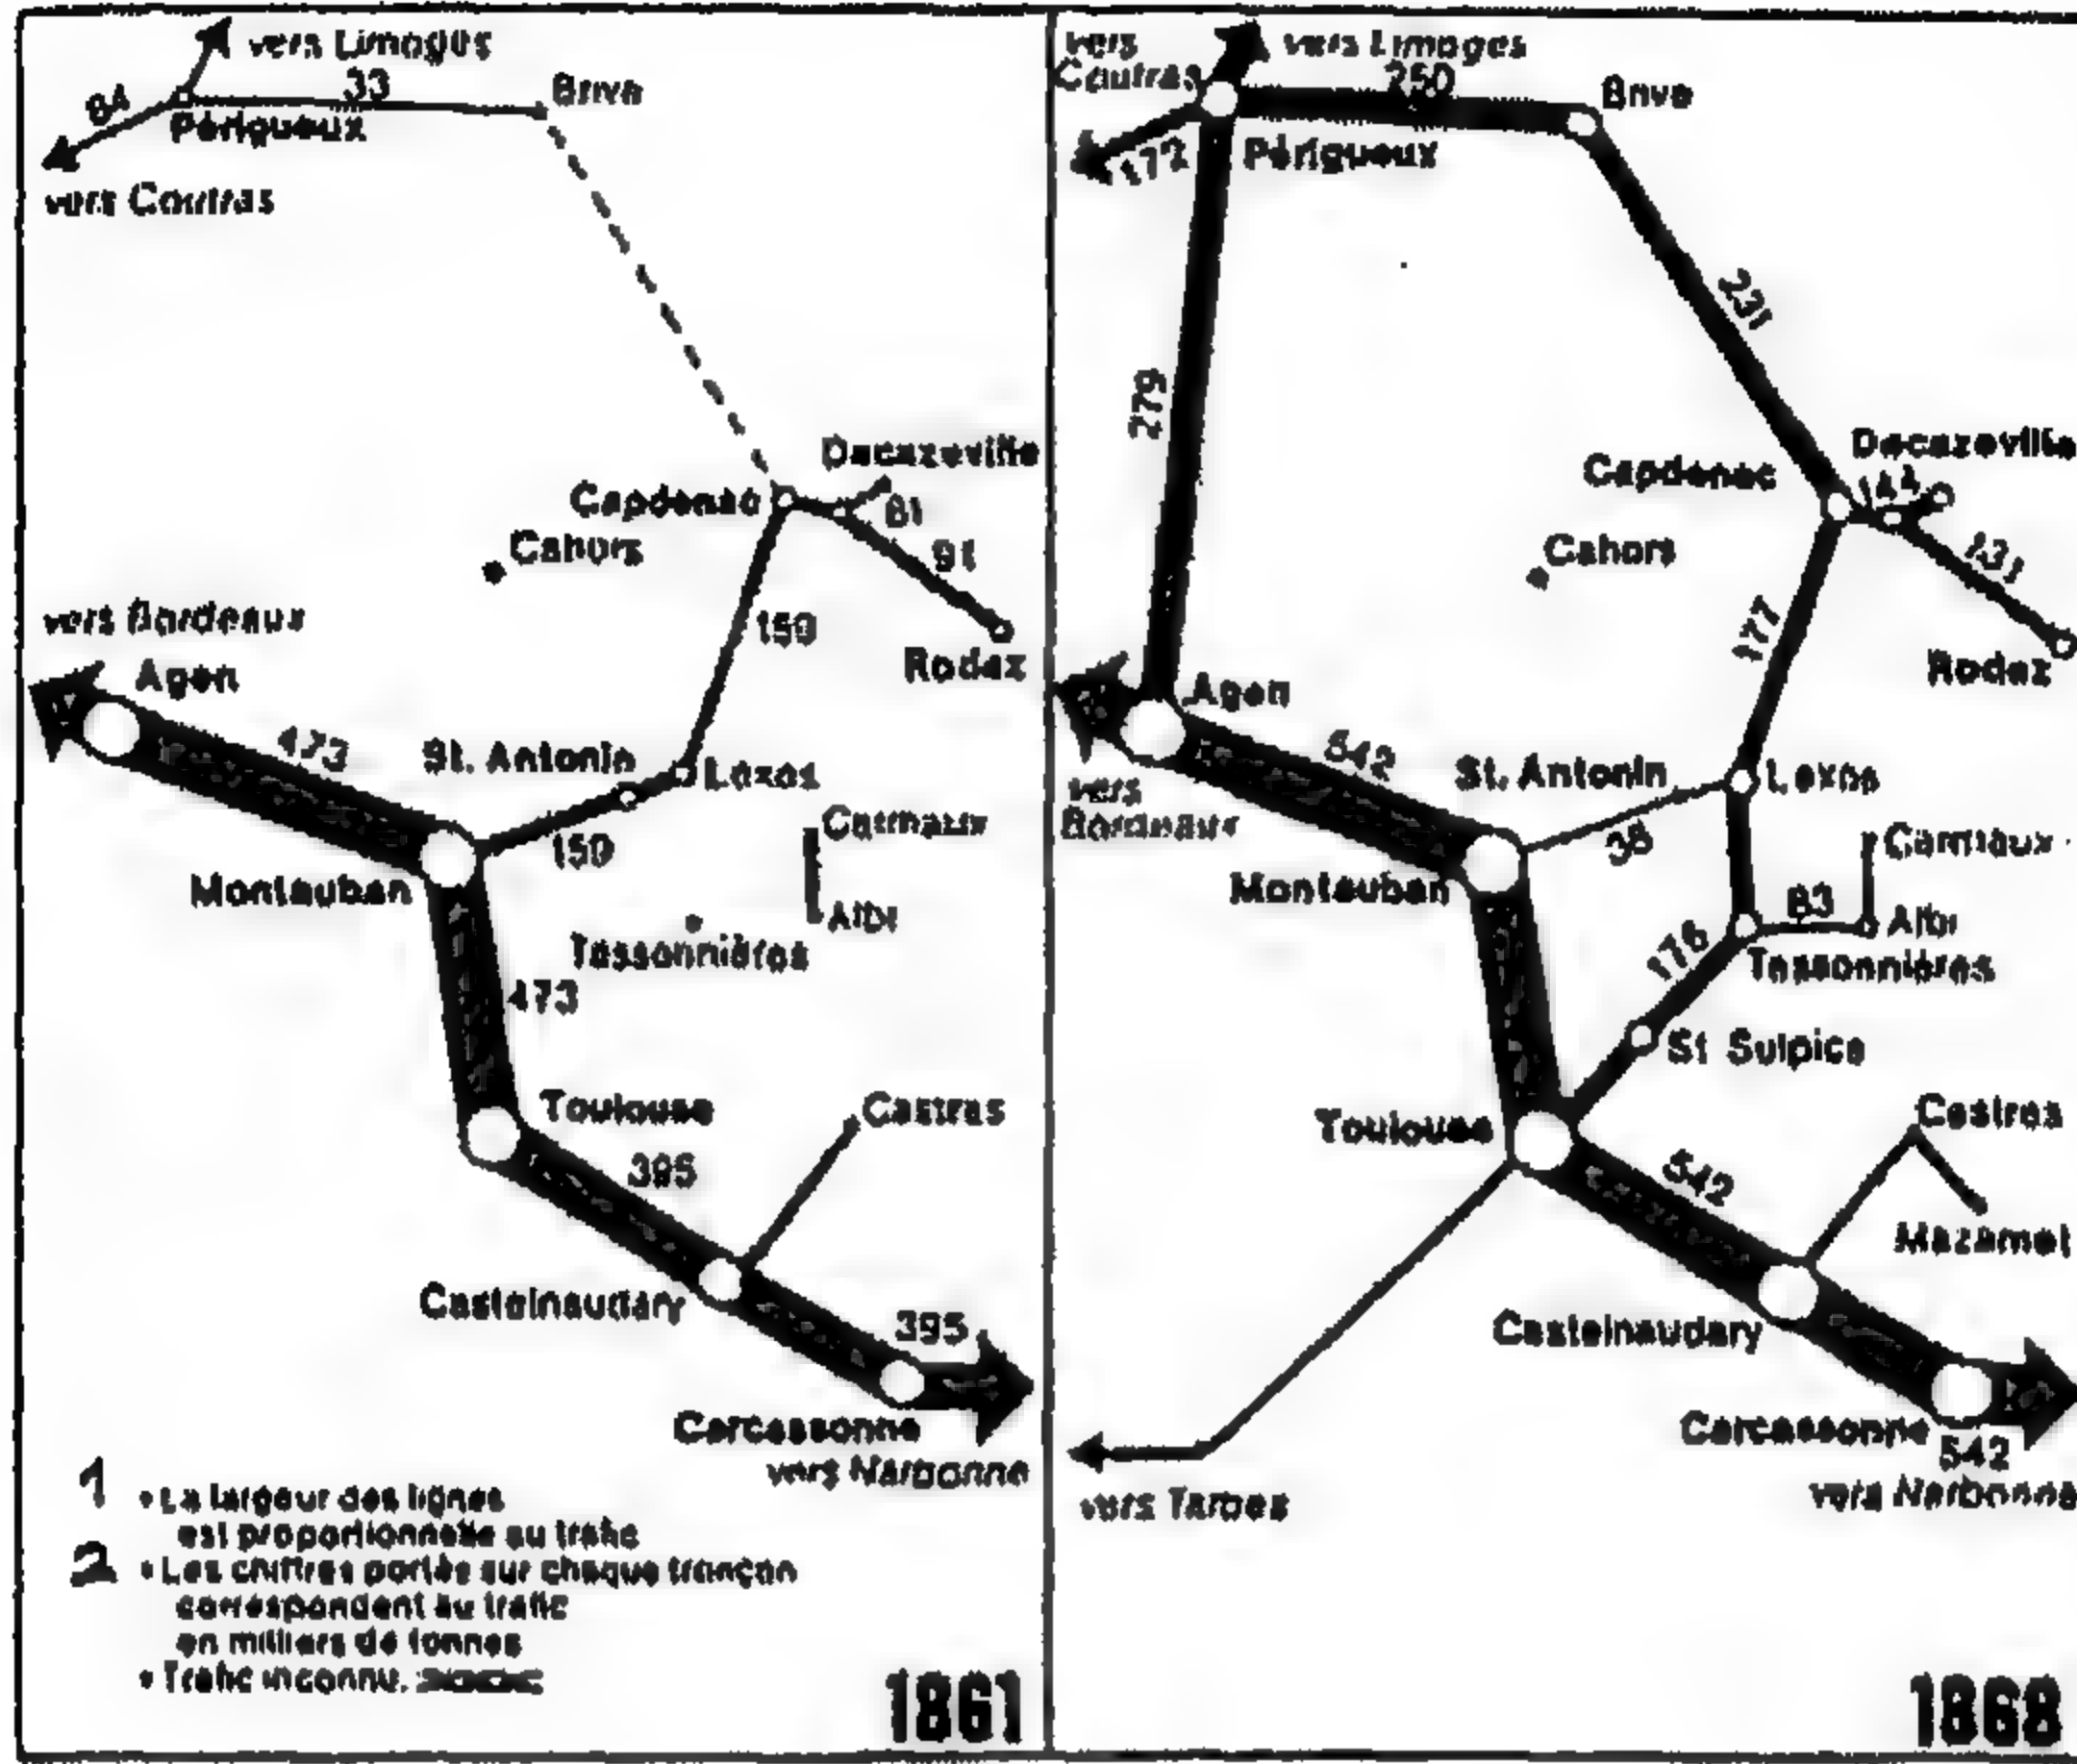 vers Limoges
84
33
Brive
Périgueux
vers Coutras
Decazeville
Capdenac
81
Cahors
91
vers Bordeaux
159
Agen
Rodez
473
St. Antonin
Lexos
Carmaux
159
Montauban
Albi
Tessonnières
473
Toulouse
Castres
395
Castelnaudary
395
Carcassonne
vers Narbonne
1
• La largeur des lignes
est proportionnelle au trafic
2
• Les chiffres portés sur chaque tronçon
correspondent au trafic
en milliers de tonnes
• Trafic inconnu.
1861
vers
Coutras
vers Limoges
250
Brive
172
Périgueux
231
279
Decazeville
Capdenac
144
Cahors
131
177
Rodez
Agen
542
St. Antonin
Lexos
vers
Bordeaux
38
Carmaux
Montauban
83
Albi
176
Tessonnières
St Sulpice
Toulouse
Castres
542
Mazamet
Castelnaudary
Carcassonne
542
vers Narbonne
vers Tarbes
1868